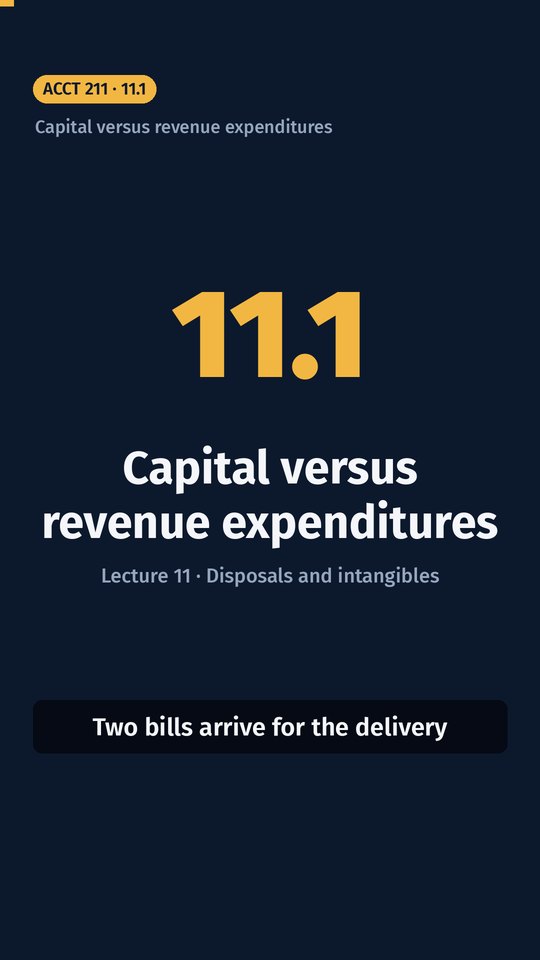 ACCT 211 · 11.1
Capital versus revenue expenditures
11.1
Capital versus
revenue expenditures
Lecture 11 · Disposals and intangibles
Two bills arrive for the delivery